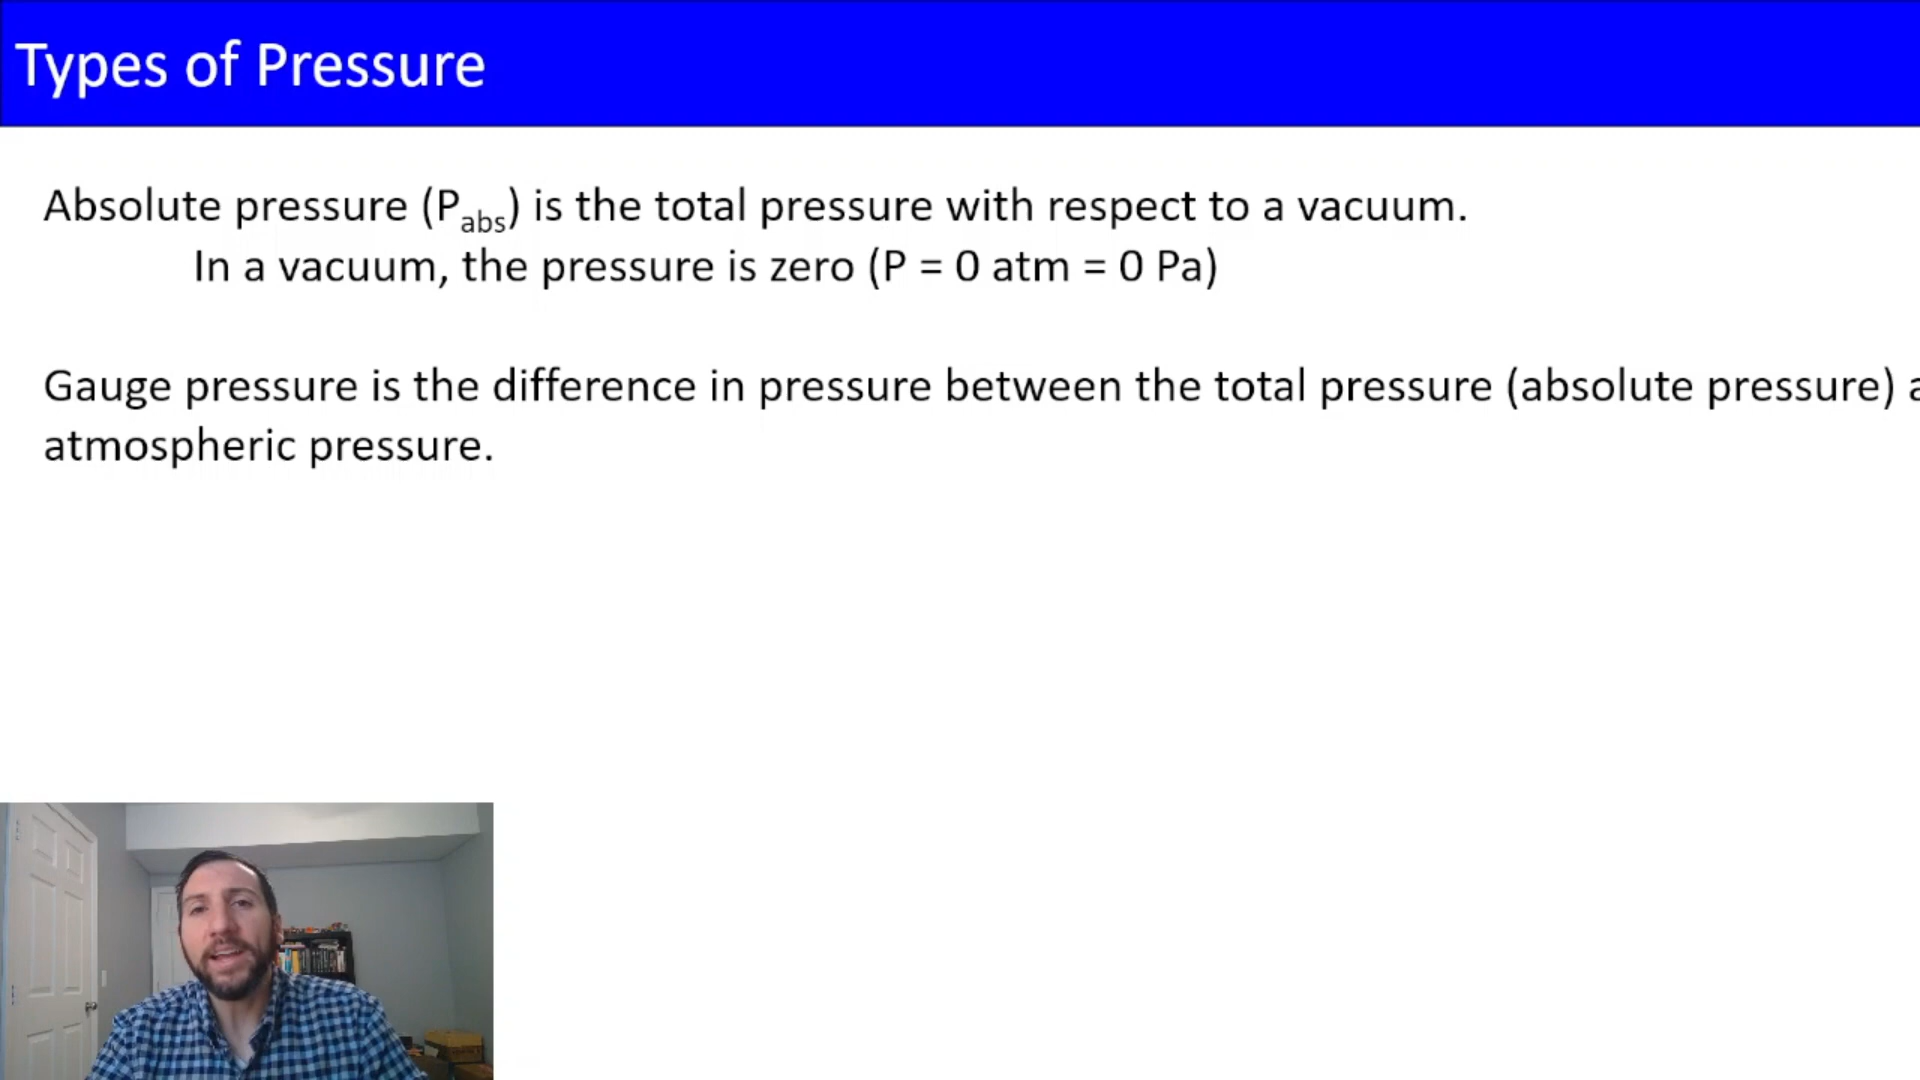 Types of Pressure
Absolute pressure (Pabs) is the total pressure with respect to a vacuum.
In a vacuum, the pressure is zero (P = 0 atm = 0 Pa)
Gauge pressure is the difference in pressure between the total pressure (absolute pressure)
atmospheric pressure.